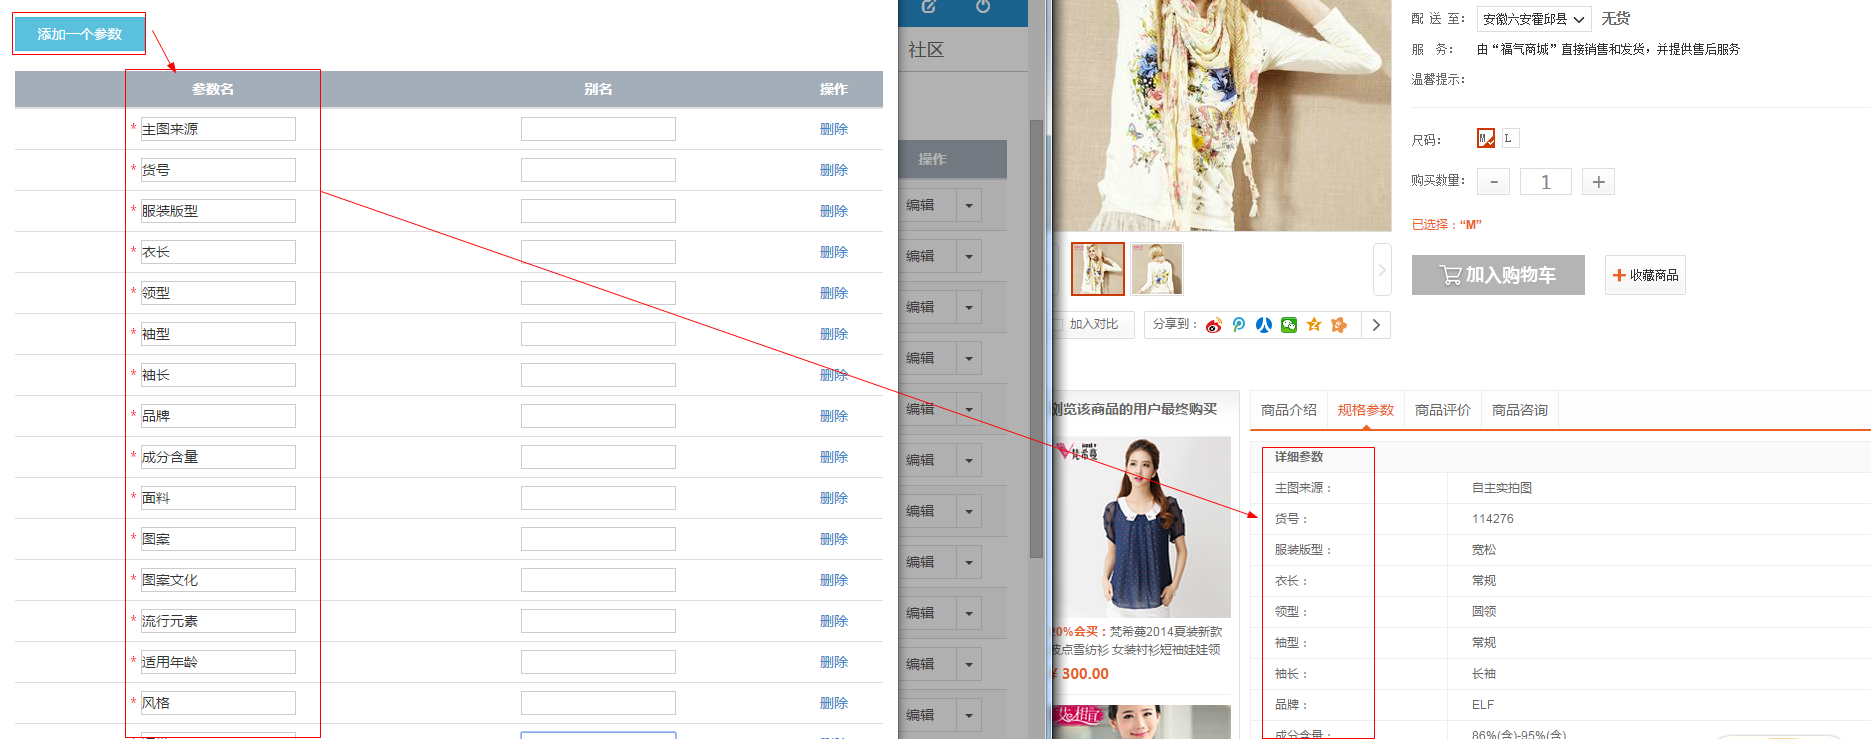 添加一个参数
参数名 别名 操作
* 主图来源 删除
* 货号 删除
* 服装版型 删除
* 衣长 删除
* 领型 删除
* 袖型 删除
* 袖长 删除
* 品牌 删除
* 成分含量 删除
* 面料 删除
* 图案 删除
* 图案文化 删除
* 流行元素 删除
* 适用年龄 删除
* 风格 删除
社区
操作
编辑
编辑
编辑
编辑
编辑
编辑
编辑
编辑
编辑
编辑
编辑
配 送 至： 安徽六安霍邱县 无货
服 务： 由“福气商城”直接销售和发货，并提供售后服务
温馨提示：
尺码： M L
购买数量： - 1 +
已选择：“M”
加入购物车 + 收藏商品
加入对比 分享到：
浏览该商品的用户最终购买
梵希蔓
20%会买：梵希蔓2014夏装新款
波点雪纺衫 女装衬衫短袖娃娃领
¥ 300.00
艾相宜
商品介绍 规格参数 商品评价 商品咨询
详细参数
主图来源： 自主实拍图
货号： 114276
服装版型： 宽松
衣长： 常规
领型： 圆领
袖型： 常规
袖长： 长袖
品牌： ELF
成分含量： 86%(含)-95%(含)